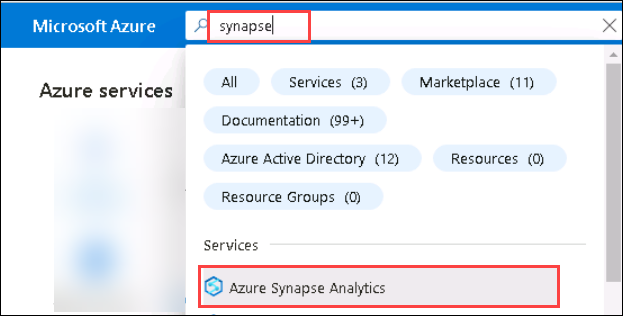 Microsoft Azure
synapse
Azure services
All Services (3) Marketplace (11)
Documentation (99+)
Azure Active Directory (12) Resources (0)
Resource Groups (0)
Services
Azure Synapse Analytics